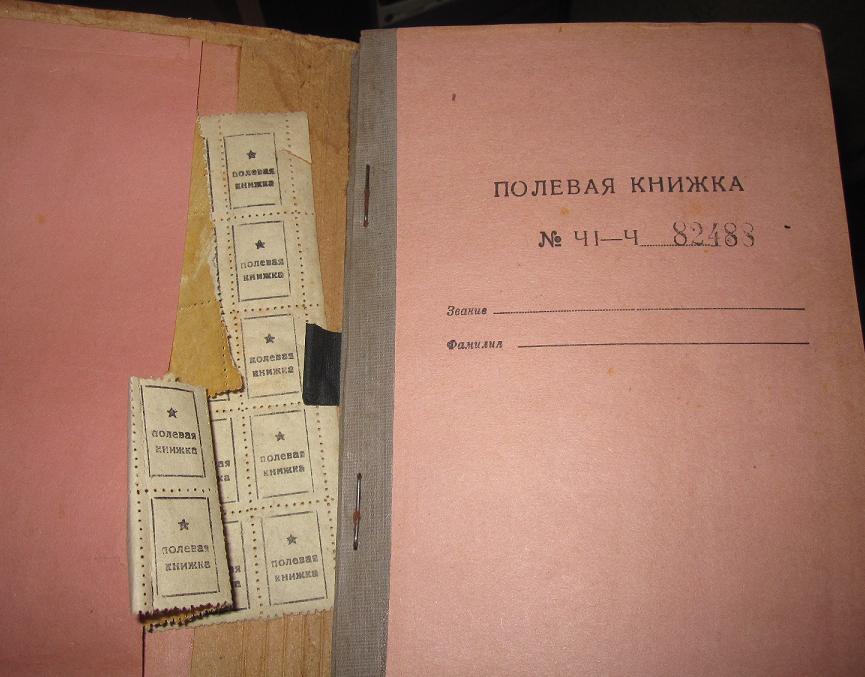 ★
полевая
книжка
★
полевая
книжка
★
полевая
книжка
★
полевая
книжка
★
полевая
книжка
★
полевая
книжка
★
полевая
книжка
ПОЛЕВАЯ КНИЖКА
№ ЧІ—Ч 82488
Звание
Фамилия